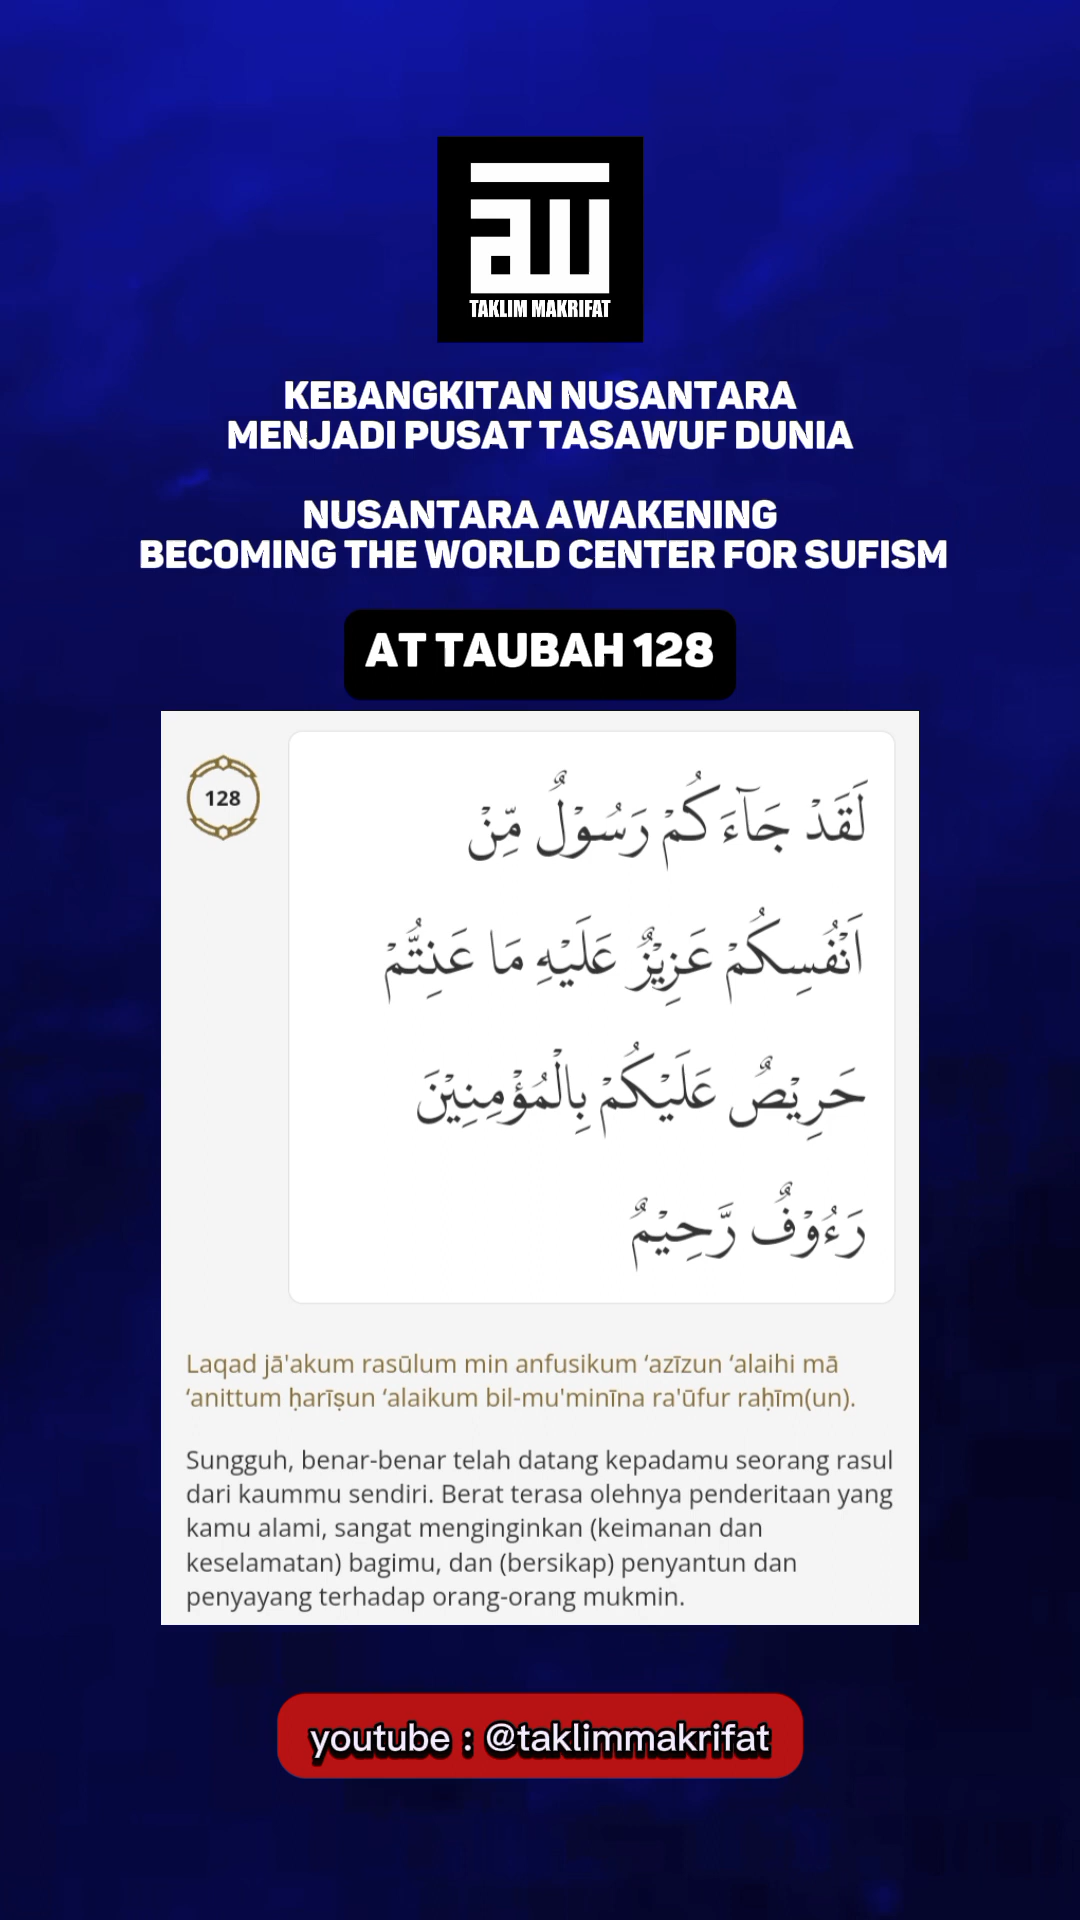 TAKLIM MAKRIFAT
KEBANGKITAN NUSANTARA
MENJADI PUSAT TASAWUF DUNIA
NUSANTARA AWAKENING
BECOMING THE WORLD CENTER FOR SUFISM
AT TAUBAH 128
128
لَقَدْ جَاۤءَكُمْ رَسُوْلٌ مِّنْ
اَنْفُسِكُمْ عَزِيْزٌ عَلَيْهِ مَا عَنِتُّمْ
حَرِيْصٌ عَلَيْكُمْ بِالْمُؤْمِنِيْنَ
رَءُوْفٌ رَّحِيْمٌ
Laqad jā'akum rasūlum min anfusikum ‘azīzun ‘alaihi mā
‘anittum ḥarīṣun ‘alaikum bil-mu'minīna ra'ūfur raḥīm(un).
Sungguh, benar-benar telah datang kepadamu seorang rasul
dari kaummu sendiri. Berat terasa olehnya penderitaan yang
kamu alami, sangat menginginkan (keimanan dan
keselamatan) bagimu, dan (bersikap) penyantun dan
penyayang terhadap orang-orang mukmin.
youtube : @taklimmakrifat